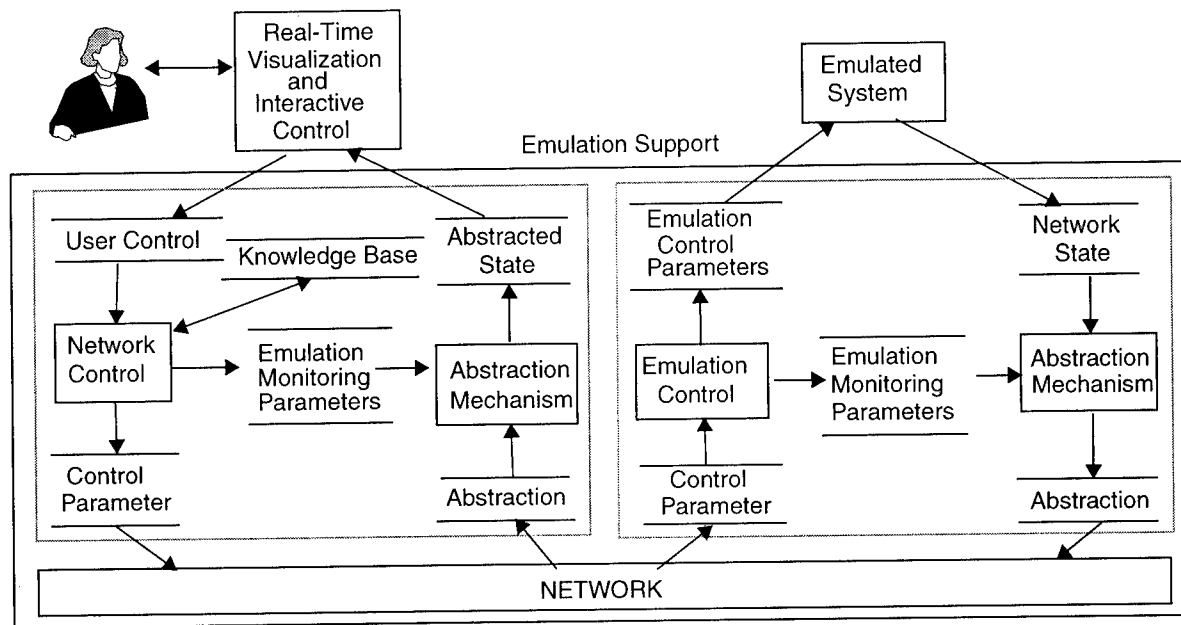 Real-Time
Visualization
and
Interactive
Control
Emulated
System
Emulation Support
User Control
Knowledge Base
Abstracted
State
Network
Control
Emulation
Monitoring
Parameters
Abstraction
Mechanism
Control
Parameter
Abstraction
Emulation
Control
Parameters
Network
State
Emulation
Control
Emulation
Monitoring
Parameters
Abstraction
Mechanism
Control
Parameter
Abstraction
NETWORK